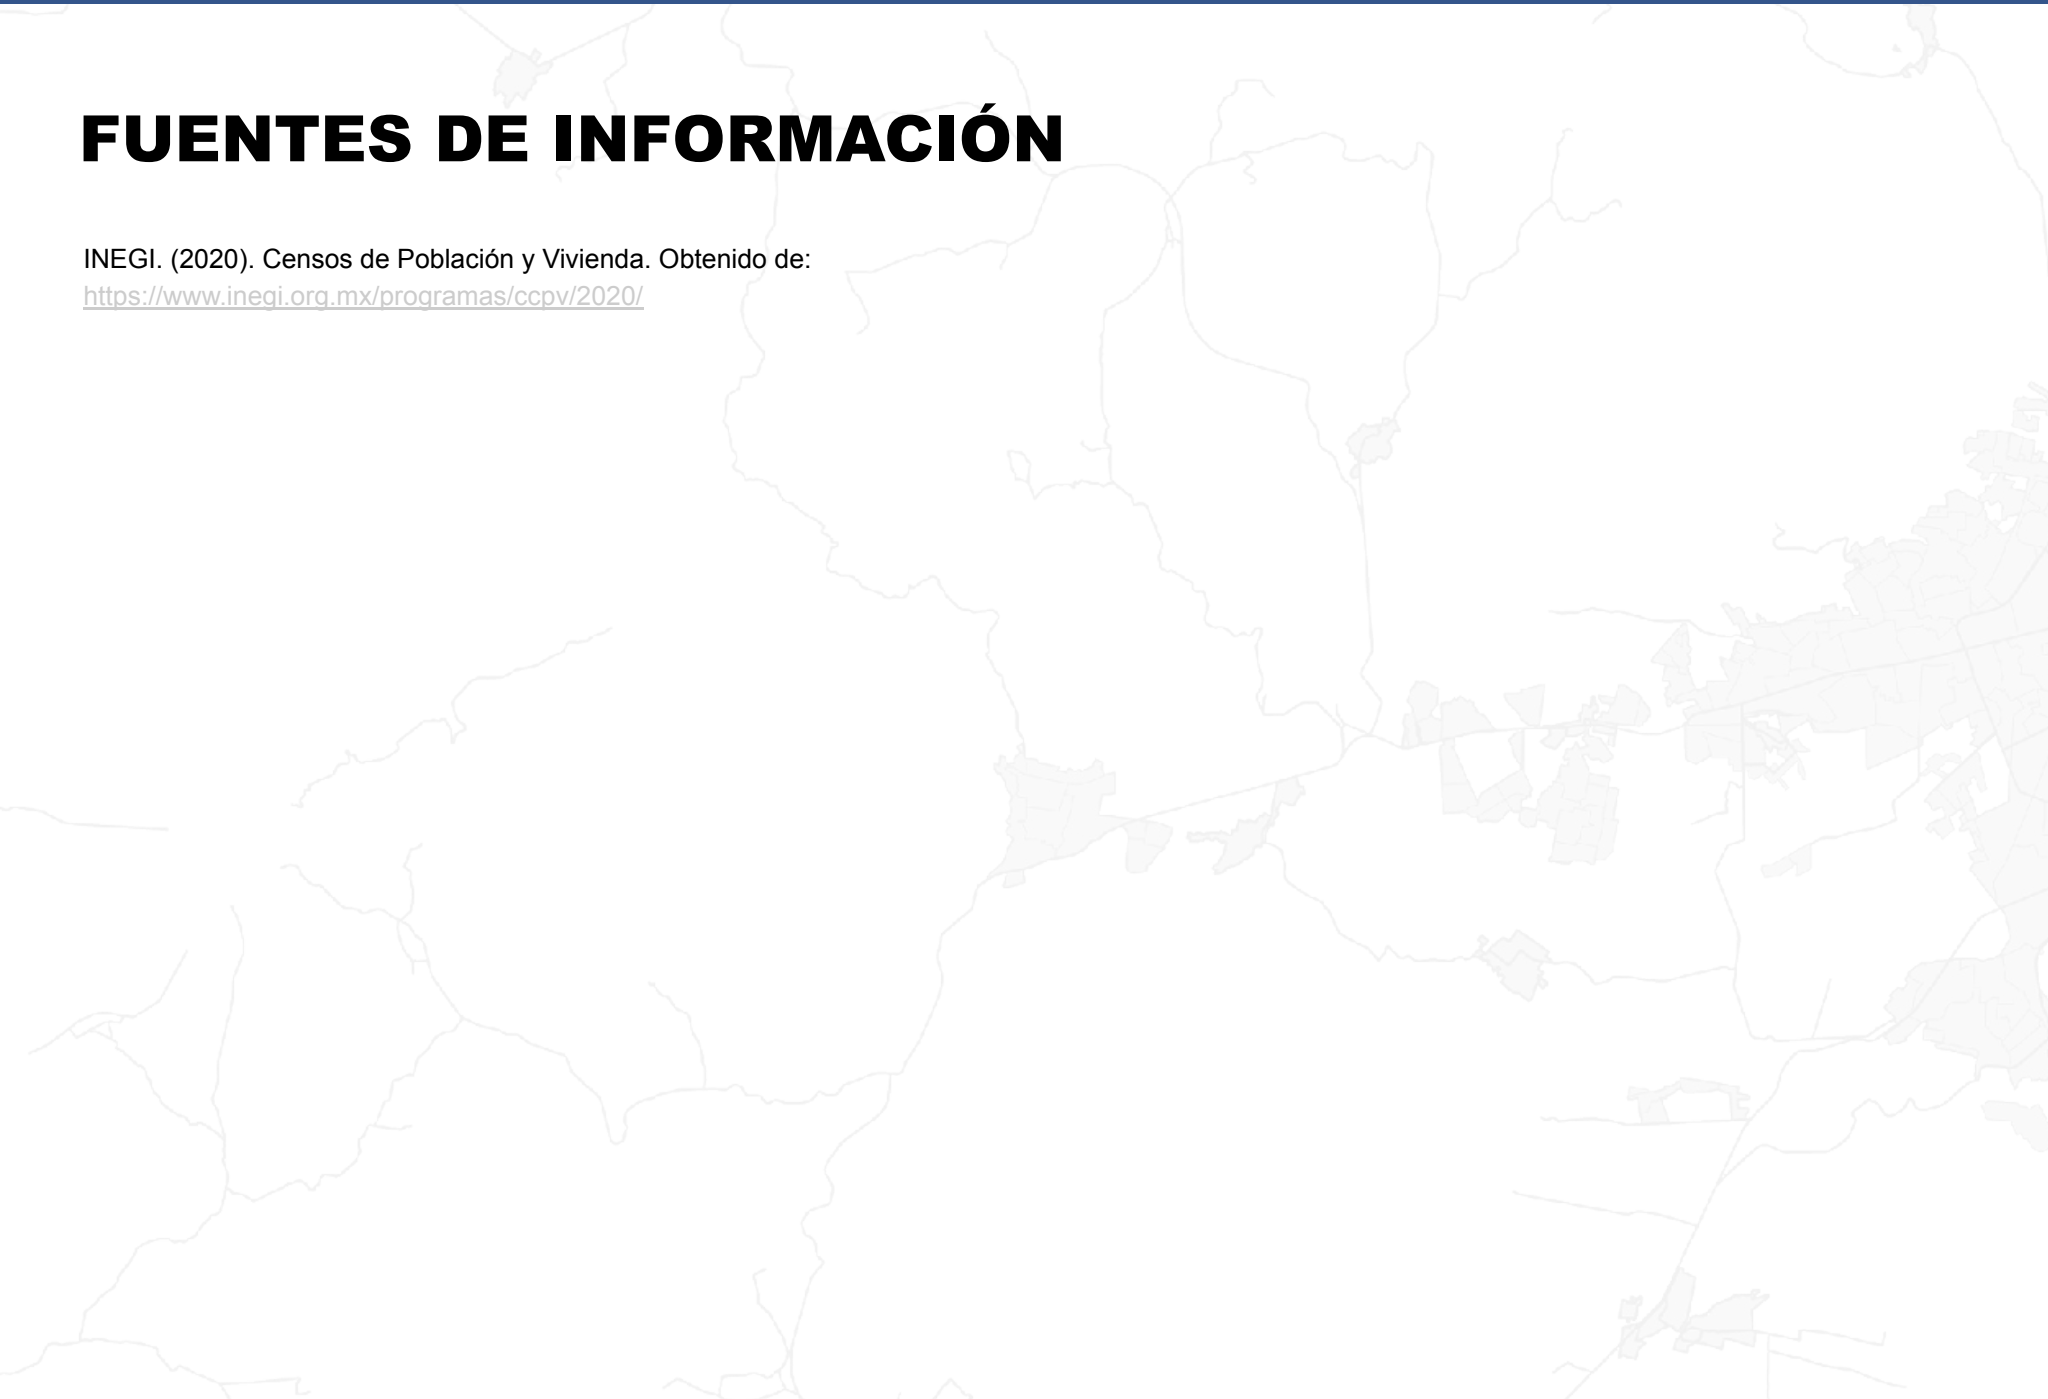 FUENTES DE INFORMACIÓN
INEGI. (2020). Censos de Población y Vivienda. Obtenido de:
https://www.inegi.org.mx/programas/ccpv/2020/